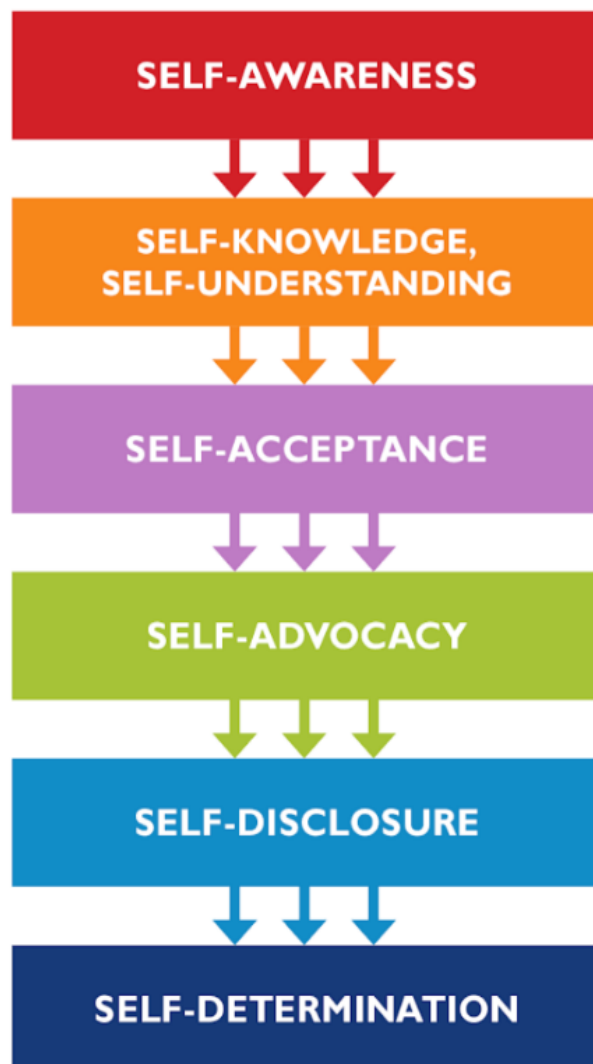 SELF-AWARENESS
SELF-KNOWLEDGE,
SELF-UNDERSTANDING
SELF-ACCEPTANCE
SELF-ADVOCACY
SELF-DISCLOSURE
SELF-DETERMINATION